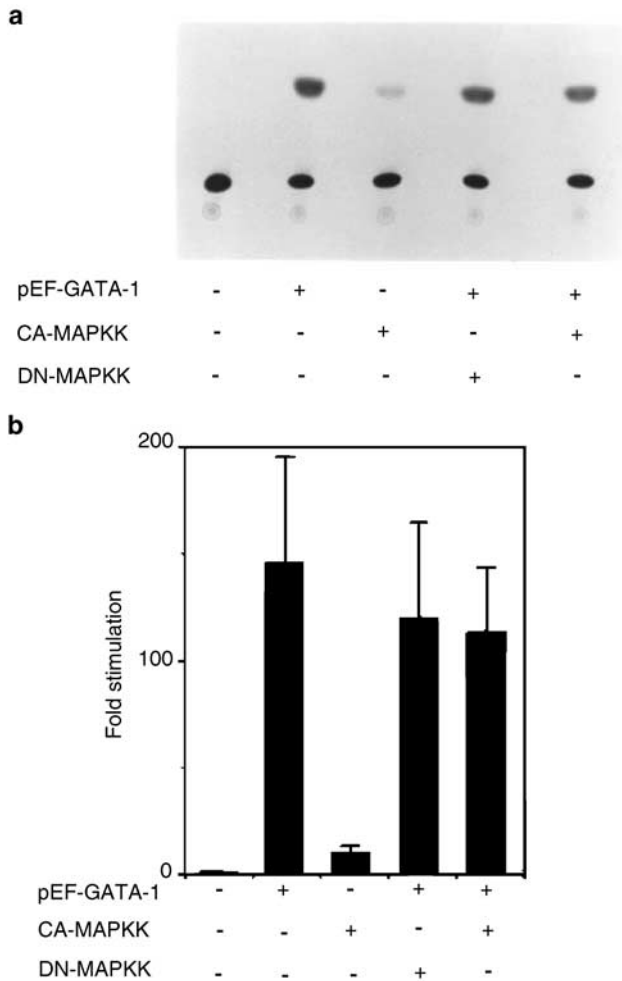 a
pEF-GATA-1 - + - + +
CA-MAPKK - - + - +
DN-MAPKK - - - + -
b
200
100
0
Fold stimulation
pEF-GATA-1 - + - + +
CA-MAPKK - - + - +
DN-MAPKK - - - + -